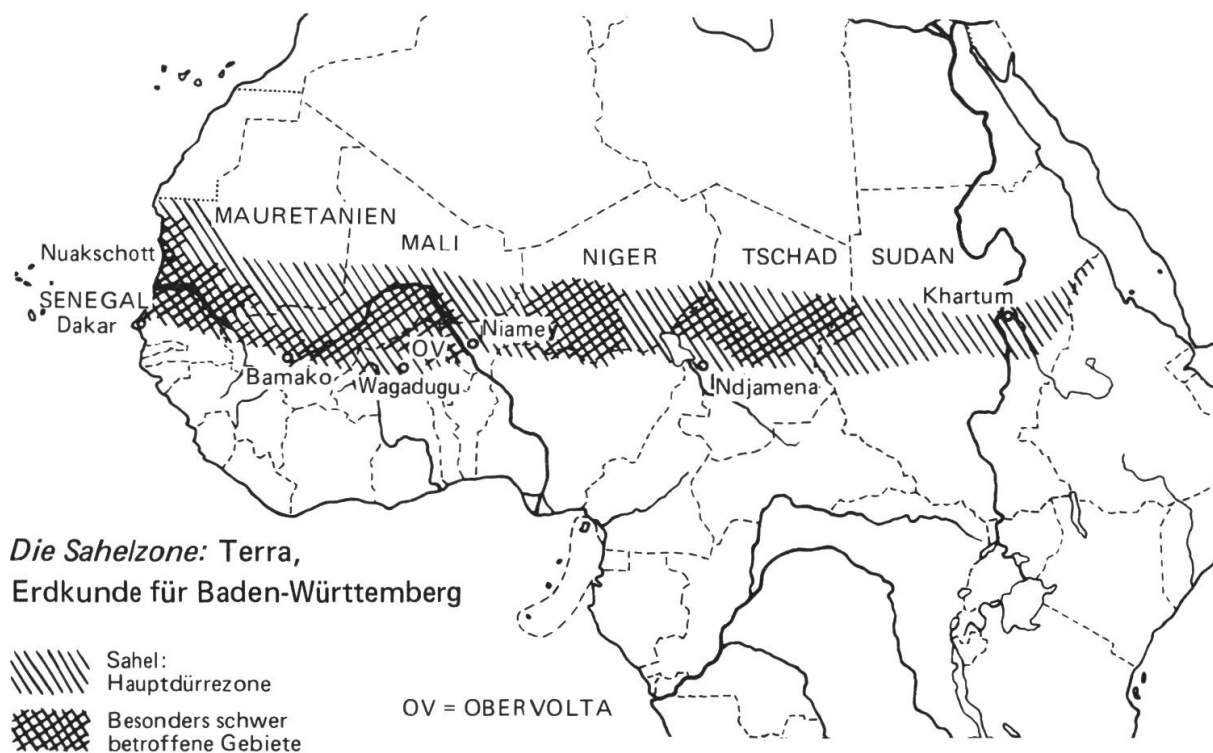 MAURETANIEN
MALI
NIGER
TSCHAD
SUDAN
Nuakschott
Khartum
SENEGAL
Dakar
Niame
OV
Bamako
Wagadugu
Ndjamena
Die Sahelzone: Terra,
Erdkunde für Baden-Württemberg
Sahel:
Hauptdürrezone
OV = OBERVOLTA
Besonders schwer
betroffene Gebiete